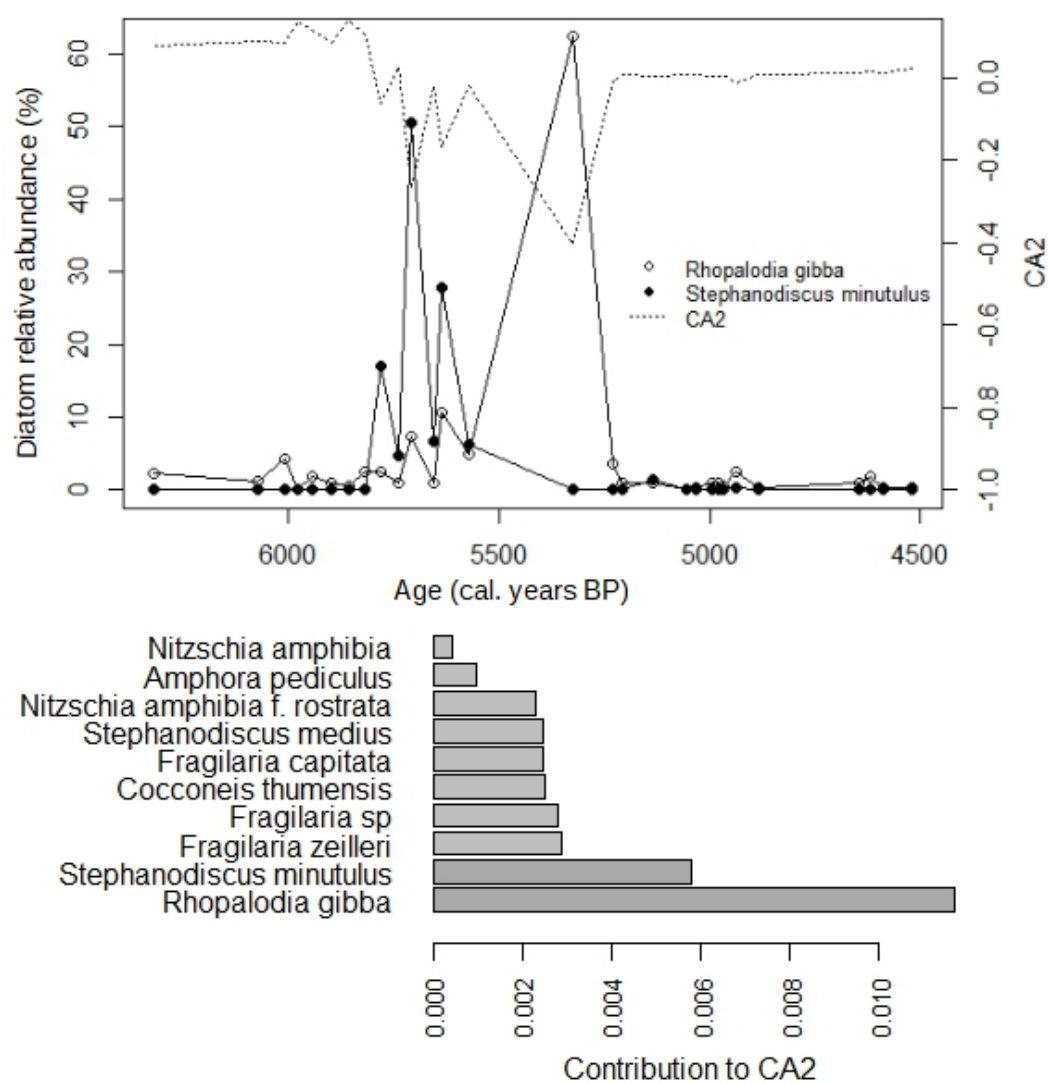 Diatom relative abundance (%)
60
50
40
30
20
10
0
0.0
-0.2
-0.4
-0.6
-0.8
-1.0
CA2
Rhopalodia gibba
Stephanodiscus minutulus
CA2
6000 5500 5000 4500
Age (cal. years BP)
Nitzschia amphibia
Amphora pediculus
Nitzschia amphibia f. rostrata
Stephanodiscus medius
Fragilaria capitata
Cocconeis thumensis
Fragilaria sp
Fragilaria zeilleri
Stephanodiscus minutulus
Rhopalodia gibba
0.000 0.002 0.004 0.006 0.008 0.010
Contribution to CA2